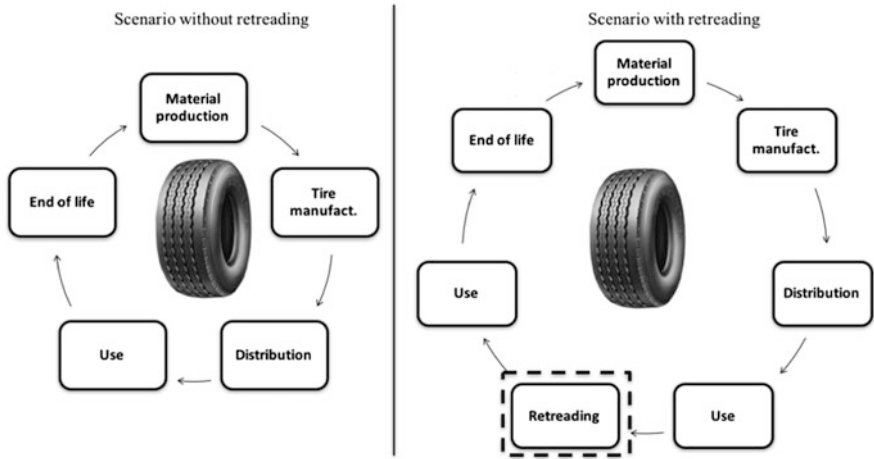 Scenario without retreading
Material
production
Tire
manufact.
Distribution
Use
End of life
Scenario with retreading
Material
production
Tire
manufact.
Distribution
Use
Retreading
Use
End of life